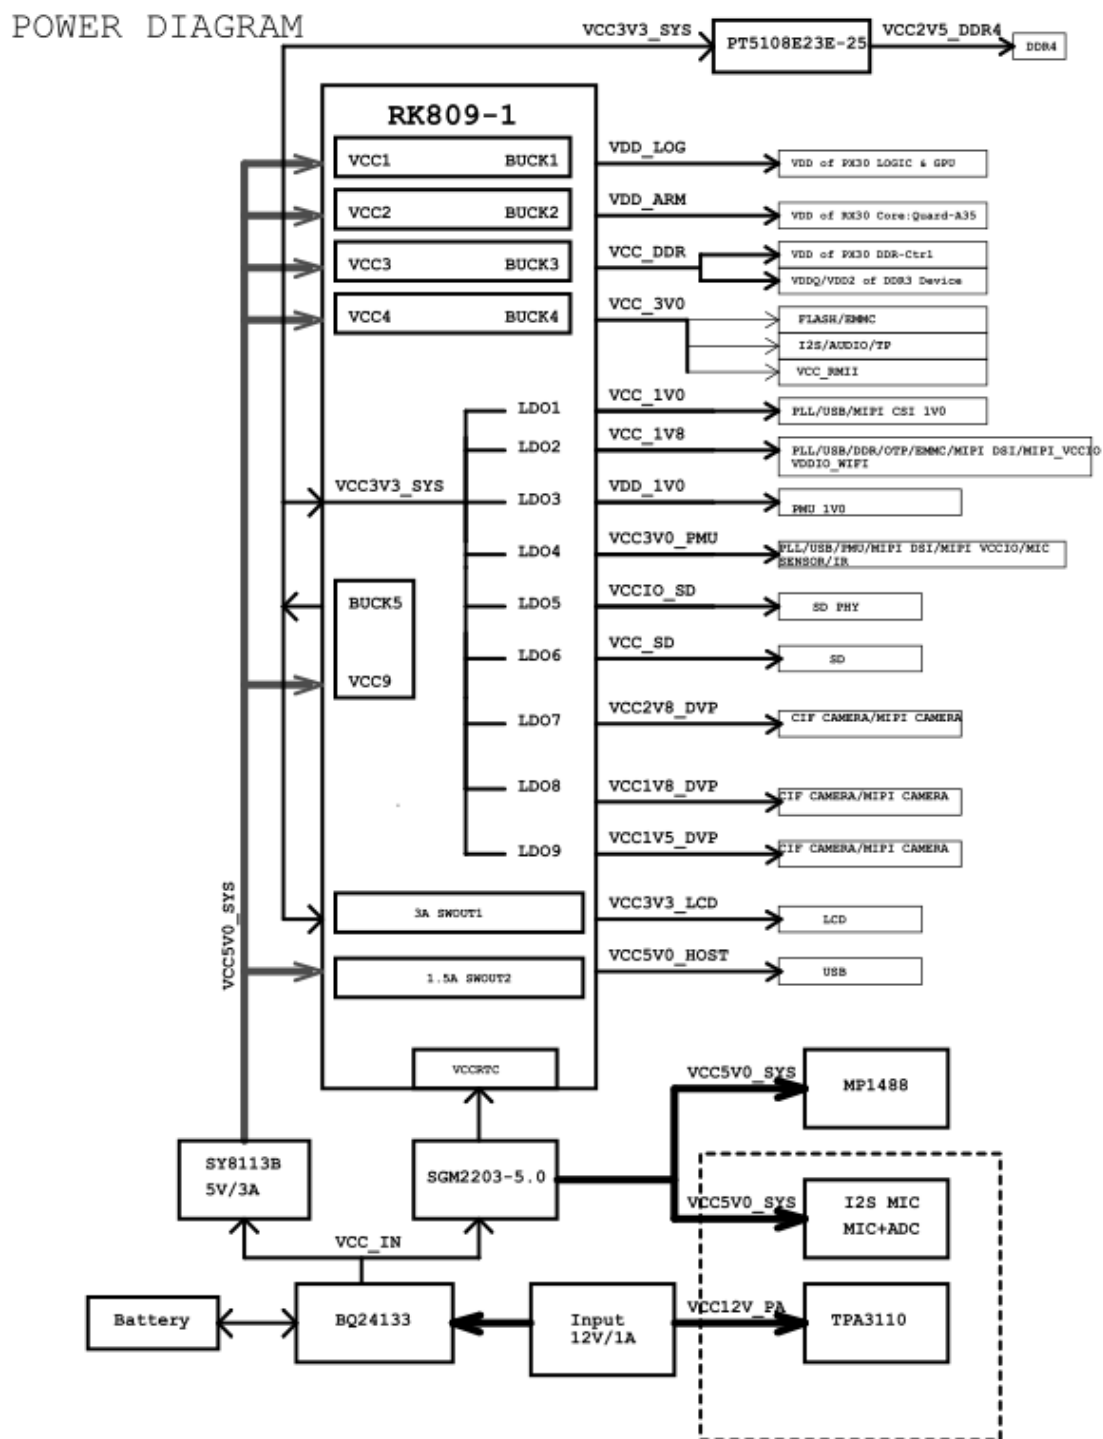 POWER DIAGRAM
VCC3V3_SYS
PT5108E23E-25
VCC2V5_DDR4
DDR4
RK809-1
VCC1 BUCK1
VDD_LOG
VDD of PX30 LOGIC & GPU
VCC2 BUCK2
VDD_ARM
VDD of RX30 Core:Quard-A35
VCC3 BUCK3
VCC_DDR
VDD of PX30 DDR-Ctrl
VDDQ/VDD2 of DDR3 Device
VCC4 BUCK4
VCC_3V0
FLASH/EMMC
I2S/AUDIO/TP
VCC_RMII
LDO1
VCC_1V0
PLL/USB/MIPI CSI 1V0
LDO2
VCC_1V8
PLL/USB/DDR/OTP/EMMC/MIPI DSI/MIPI_VCCIO
VDDIO_WIFI
VCC3V3_SYS
LDO3
VDD_1V0
PMU 1V0
LDO4
VCC3V0_PMU
PLL/USB/PMU/MIPI DSI/MIPI VCCIO/MIC
SENSOR/IR
BUCK5
LDO5
VCCIO_SD
SD PHY
LDO6
VCC_SD
SD
VCC9
LDO7
VCC2V8_DVP
CIF CAMERA/MIPI CAMERA
LDO8
VCC1V8_DVP
CIF CAMERA/MIPI CAMERA
LDO9
VCC1V5_DVP
CIF CAMERA/MIPI CAMERA
VCC5V0_SYS
3A SWOUT1
VCC3V3_LCD
LCD
1.5A SWOUT2
VCC5V0_HOST
USB
VCCRTC
VCC5V0_SYS
MP1488
SY8113B
5V/3A
SGM2203-5.0
VCC5V0_SYS
I2S MIC
MIC+ADC
VCC_IN
Battery
BQ24133
Input
12V/1A
VCC12V_PA
TPA3110